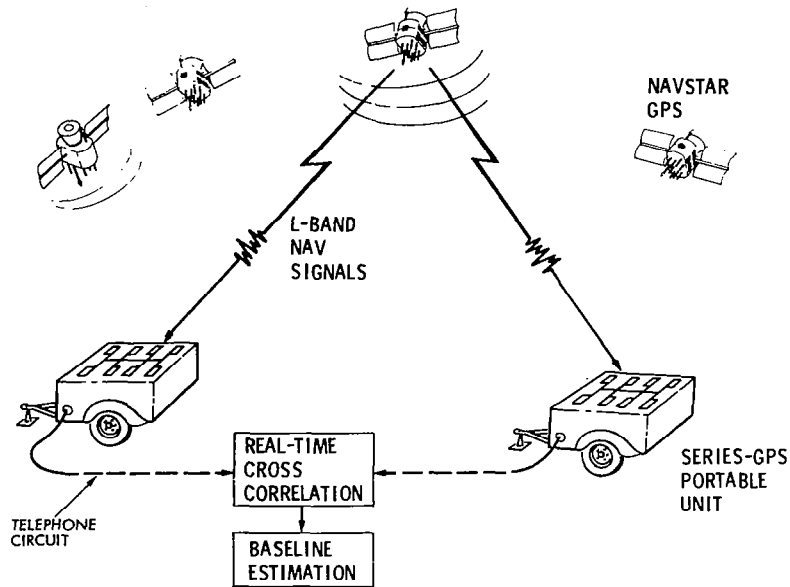 NAVSTAR
GPS
L-BAND
NAV
SIGNALS
REAL-TIME
CROSS
CORRELATION
SERIES-GPS
PORTABLE
UNIT
TELEPHONE
CIRCUIT
BASELINE
ESTIMATION